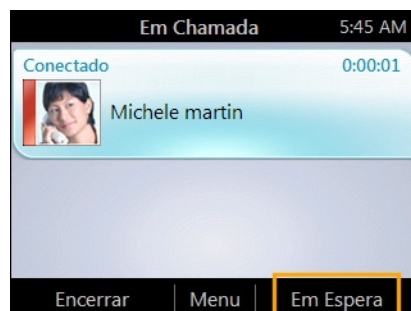 Em Chamada 5:45 AM
Conectado 0:00:01
Michele martin
Encerrar Menu Em Espera